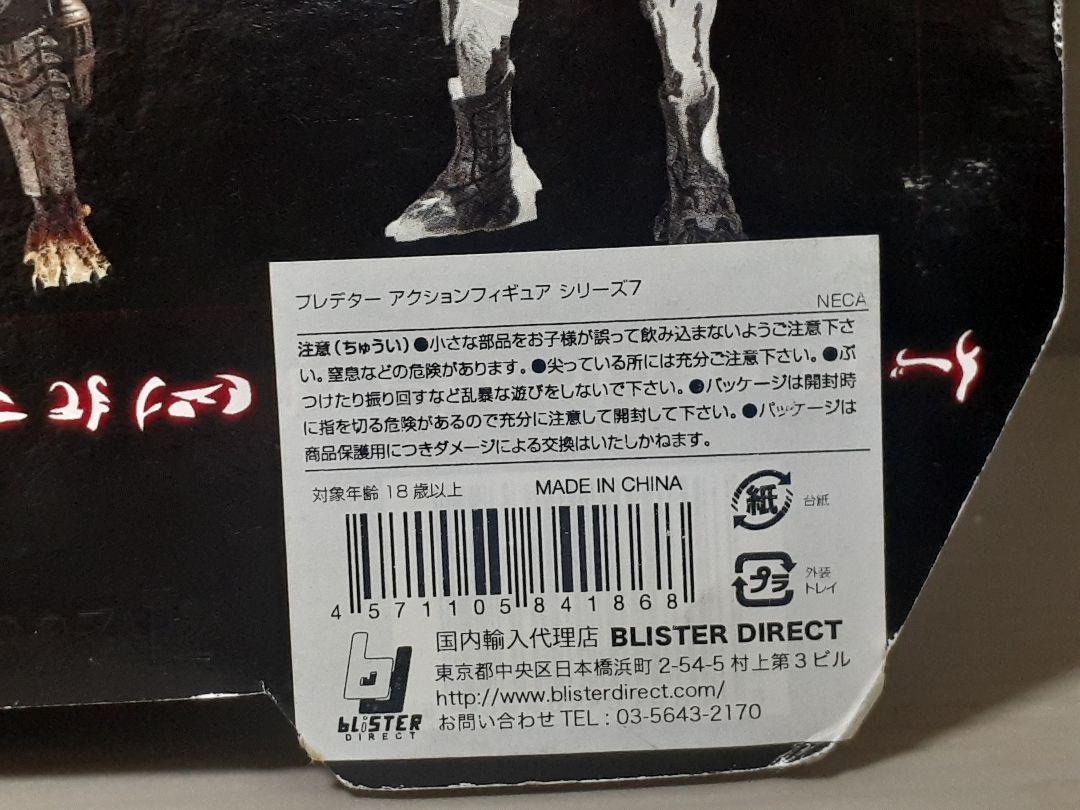 プレデター アクションフィギュア シリーズ7
NECA
注意(ちゅうい)●小さな部品をお子様が誤って飲み込まないようご注意下さ
い。窒息などの危険があります。●尖っている所には充分ご注意下さい。●ぶ
つけたり振り回すなど乱暴な遊びをしないで下さい。●パッケージは開封時
に指を切る危険があるので充分に注意して開封して下さい。●パッケージは
商品保護用につきダメージによる交換はいたしかねます。
対象年齢 18 歳以上
MADE IN CHINA
紙
台紙
プラ
外装
トレイ
4 571105 841868
国内輸入代理店 BLISTER DIRECT
東京都中央区日本橋浜町 2-54-5 村上第3ビル
http://www.blisterdirect.com/
お問い合わせ TEL : 03-5643-2170
BLiSTER
DIRECT